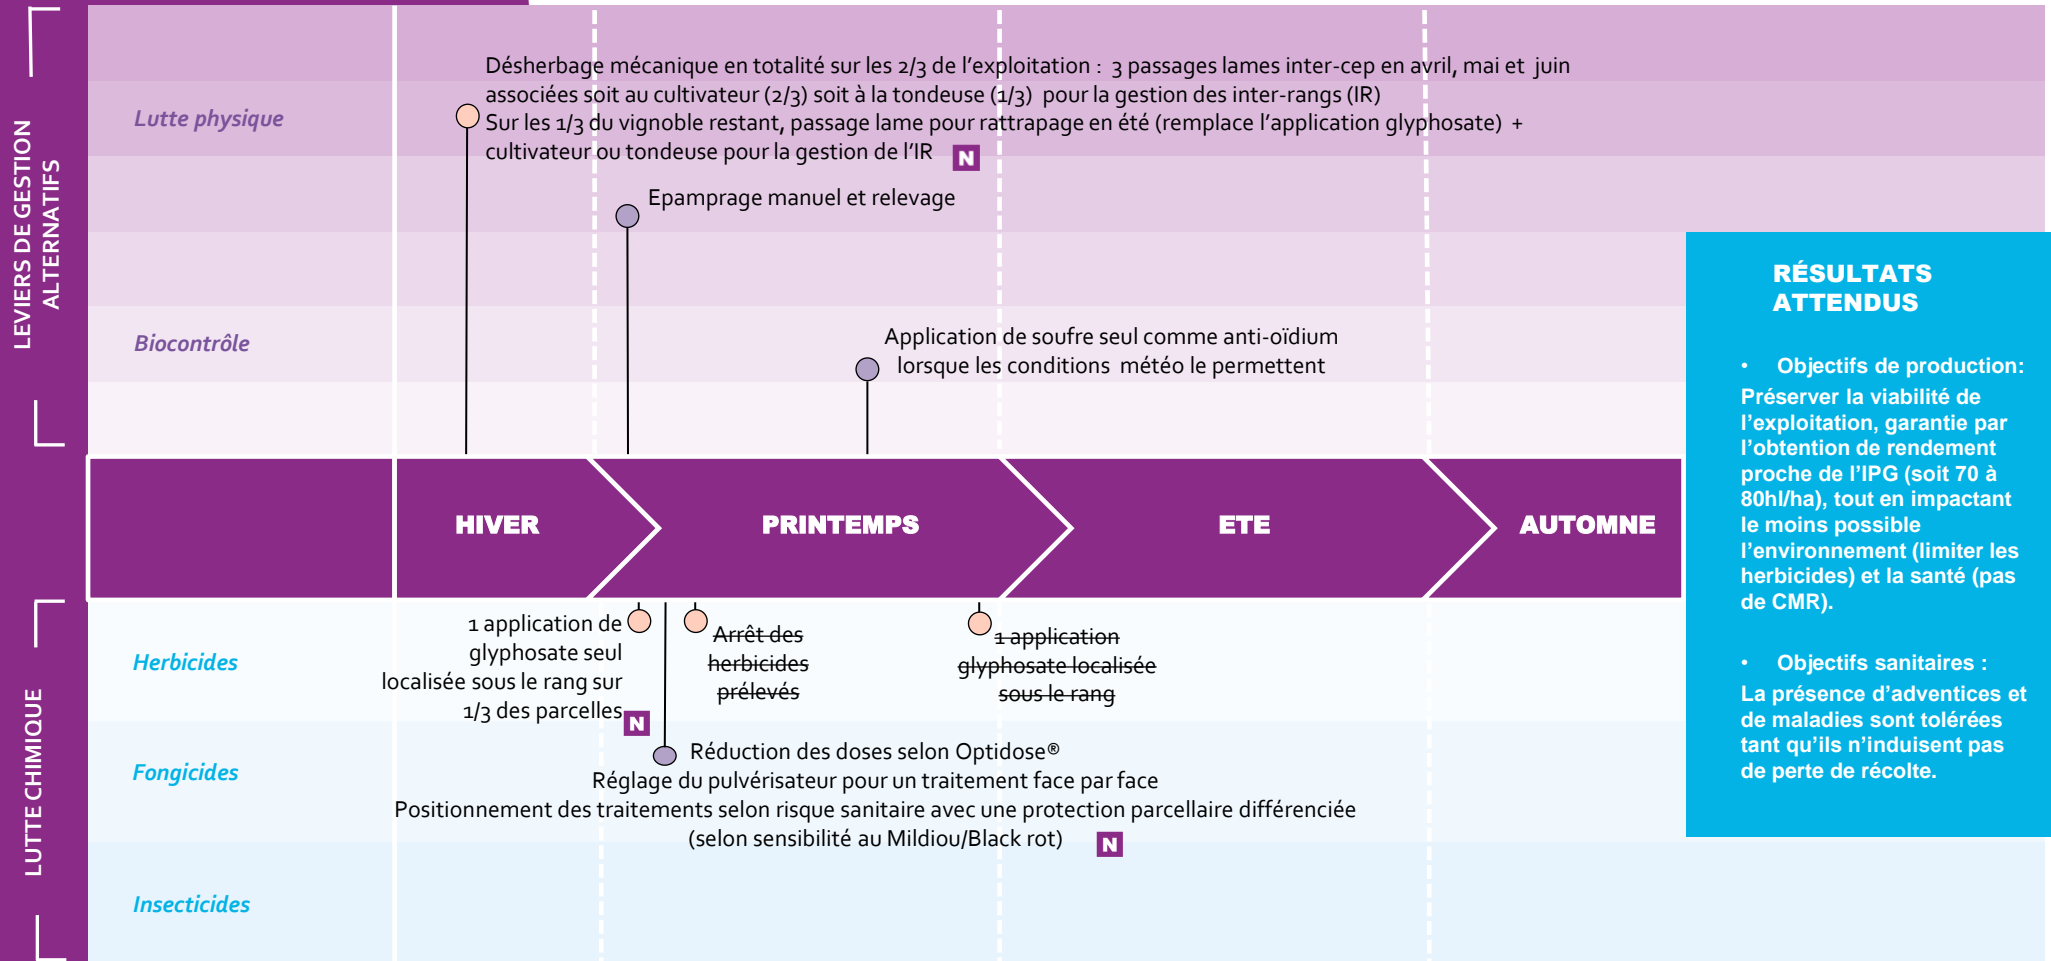 LEVIERS DE GESTION
ALTERNATIFS
Lutte physique
Désherbage mécanique en totalité sur les 2/3 de l’exploitation : 3 passages lames inter-cep en avril, mai et juin
associées soit au cultivateur (2/3) soit à la tondeuse (1/3) pour la gestion des inter-rangs (IR)
Sur les 1/3 du vignoble restant, passage lame pour rattrapage en été (remplace l’application glyphosate) +
cultivateur ou tondeuse pour la gestion de l’IR N
Epamprage manuel et relevage
Biocontrôle
Application de soufre seul comme anti-oïdium
lorsque les conditions météo le permettent
HIVER
PRINTEMPS
ETE
AUTOMNE
LUTTE CHIMIQUE
Herbicides
1 application de
glyphosate seul
localisée sous le rang sur
1/3 des parcelles N
Arrêt des
herbicides
prélevés
1 application
glyphosate localisée
sous le rang
Fongicides
Réduction des doses selon Optidose®
Réglage du pulvérisateur pour un traitement face par face
Positionnement des traitements selon risque sanitaire avec une protection parcellaire différenciée
(selon sensibilité au Mildiou/Black rot) N
Insecticides
RÉSULTATS
ATTENDUS
• Objectifs de production:
Préserver la viabilité de
l’exploitation, garantie par
l’obtention de rendement
proche de l’IPG (soit 70 à
80hl/ha), tout en impactant
le moins possible
l’environnement (limiter les
herbicides) et la santé (pas
de CMR).
• Objectifs sanitaires :
La présence d’adventices et
de maladies sont tolérées
tant qu’ils n’induisent pas
de perte de récolte.